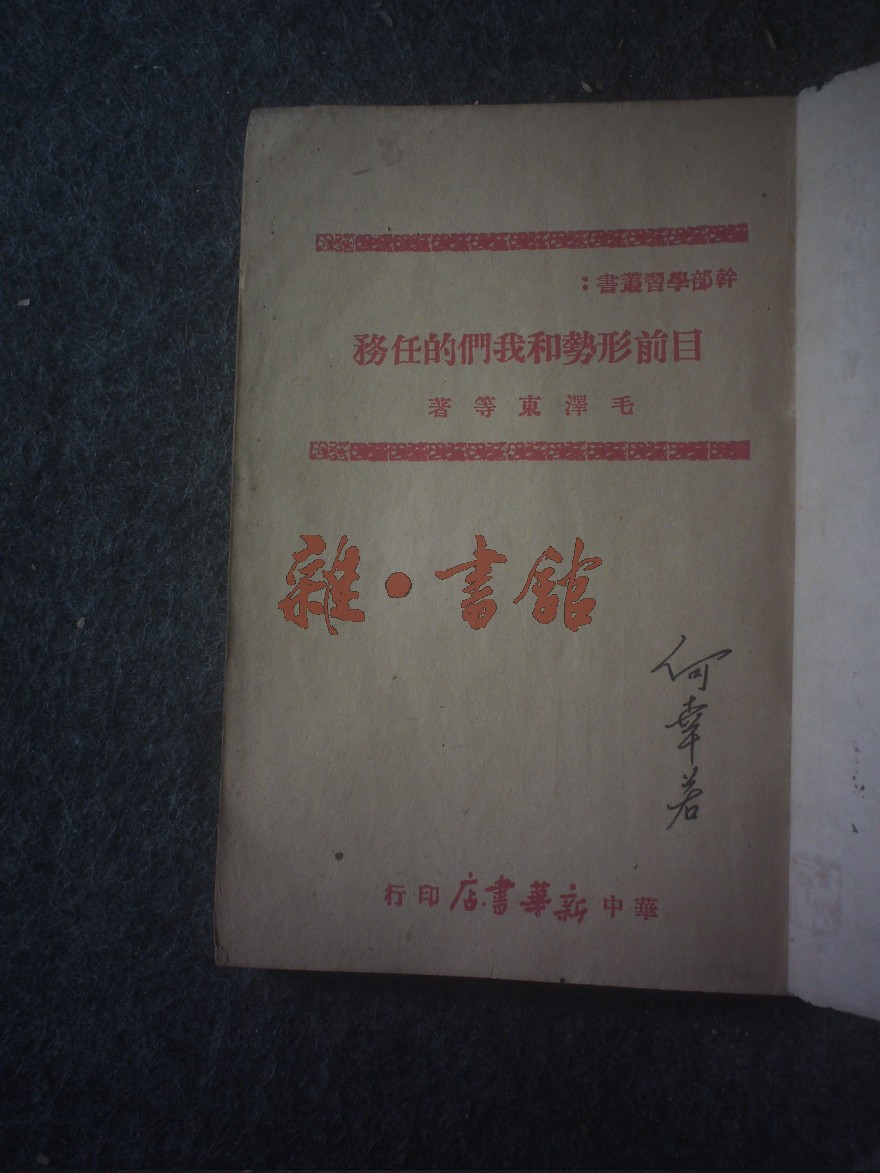 幹部學習叢書：
目前形勢和我們的任務
毛澤東等著
雜·書館
何幸若
華中新華書店印行